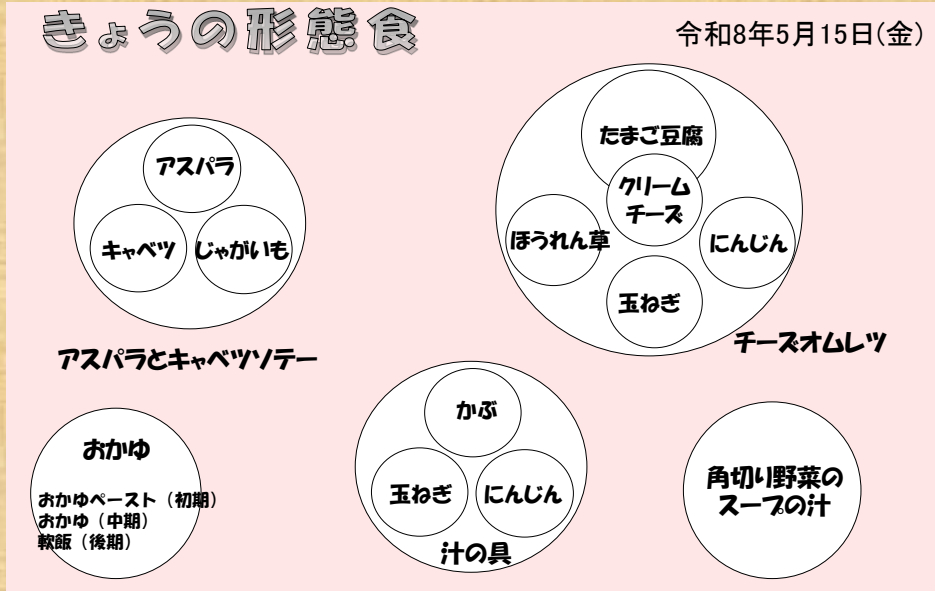 きょうの形態食
令和8年5月15日(金)
アスパラ
キャベツ
じゃがいも
アスパラとキャベツソテー
たまご豆腐
クリーム
チーズ
ほうれん草
にんじん
玉ねぎ
チーズオムレツ
おかゆ
おかゆペースト（初期）
おかゆ（中期）
軟飯（後期）
かぶ
玉ねぎ
にんじん
汁の具
角切り野菜の
スープの汁